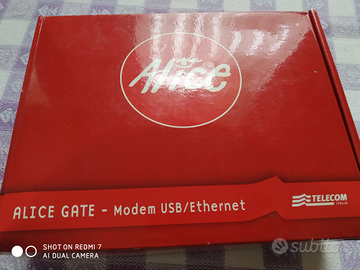 Alice
ALICE GATE - Modem USB/Ethernet
TELECOM
ITALIA
SHOT ON REDMI 7
AI DUAL CAMERA
subito